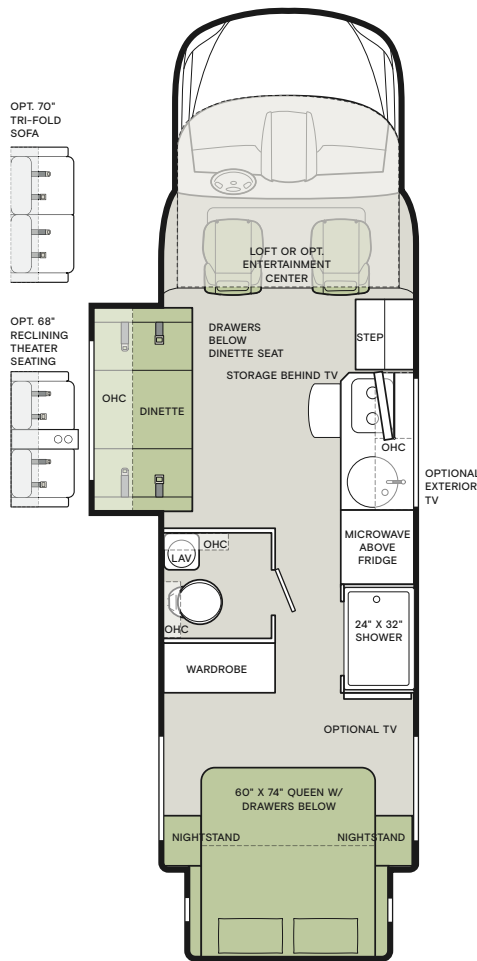 OPT. 70"
TRI-FOLD
SOFA
LOFT OR OPT.
ENTERTAINMENT
CENTER
OPT. 68"
RECLINING
THEATER
SEATING
DRAWERS
BELOW
DINETTE SEAT
STEP
STORAGE BEHIND TV
OHC
DINETTE
OHC
OPTIONAL
EXTERIOR
TV
MICROWAVE
ABOVE
FRIDGE
OHC
LAV
OHC
24" X 32"
SHOWER
WARDROBE
OPTIONAL TV
60" X 74" QUEEN W/
DRAWERS BELOW
NIGHTSTAND
NIGHTSTAND